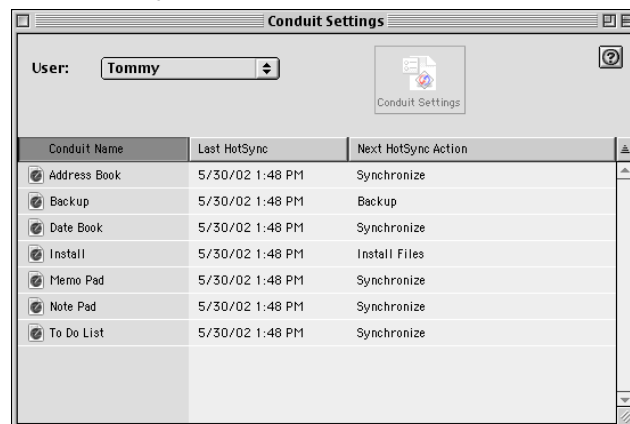 Conduit Settings
User: Tommy
Conduit Settings
Conduit Name Last HotSync Next HotSync Action
Address Book 5/30/02 1:48 PM Synchronize
Backup 5/30/02 1:48 PM Backup
Date Book 5/30/02 1:48 PM Synchronize
Install 5/30/02 1:48 PM Install Files
Memo Pad 5/30/02 1:48 PM Synchronize
Note Pad 5/30/02 1:48 PM Synchronize
To Do List 5/30/02 1:48 PM Synchronize